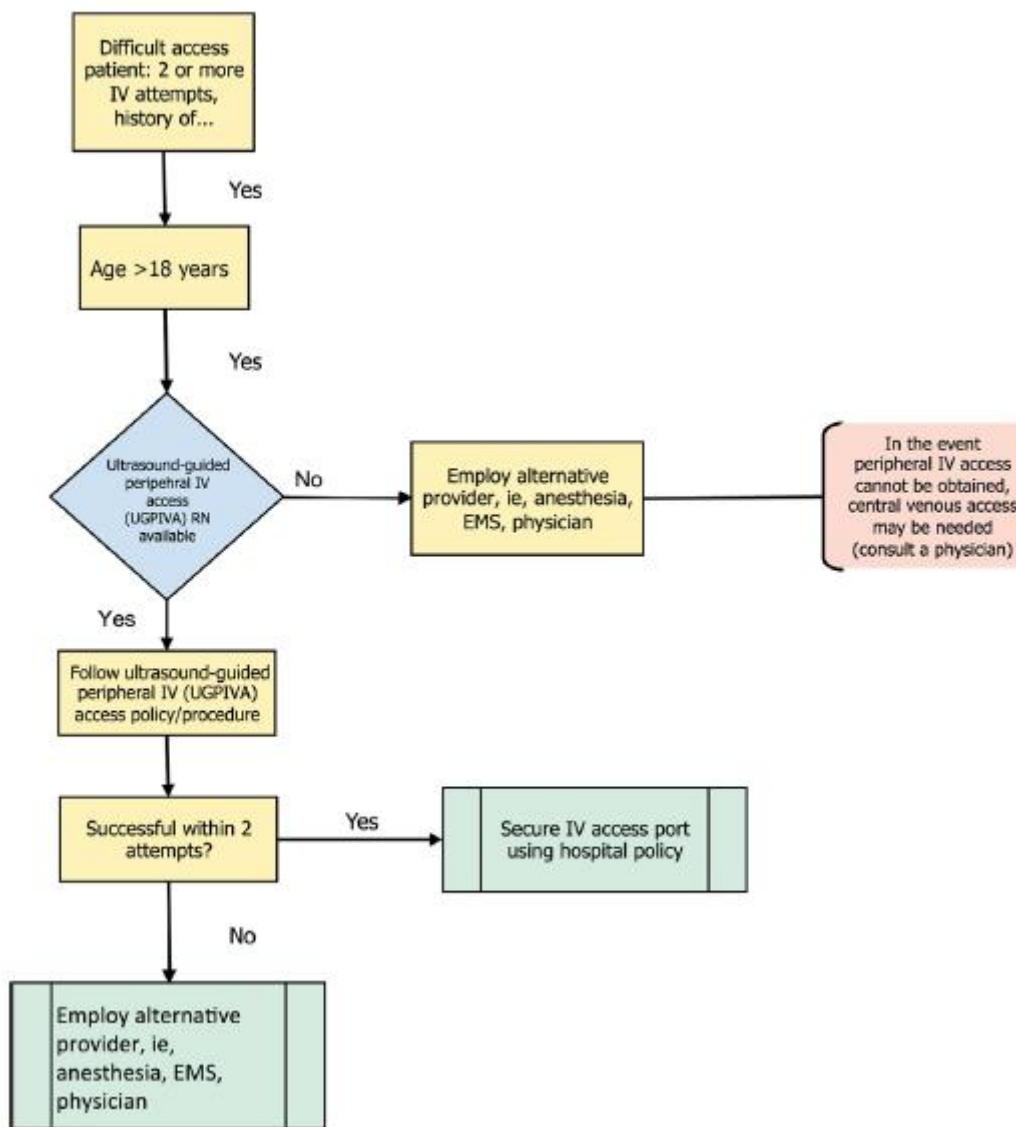 Difficult access
patient: 2 or more
IV attempts,
history of...
Yes
Age >18 years
Yes
Ultrasound-guided
peripehral IV
access
(UGPIVA) RN
available
No
Employ alternative
provider, ie, anesthesia,
EMS, physician
In the event
peripheral IV access
cannot be obtained,
central venous access
may be needed
(consult a physician)
Yes
Follow ultrasound-guided
peripheral IV (UGPIVA)
access policy/procedure
Successful within 2
attempts?
Yes
Secure IV access port
using hospital policy
No
Employ alternative
provider, ie,
anesthesia, EMS,
physician